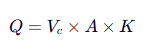 Q = V_c × A × K